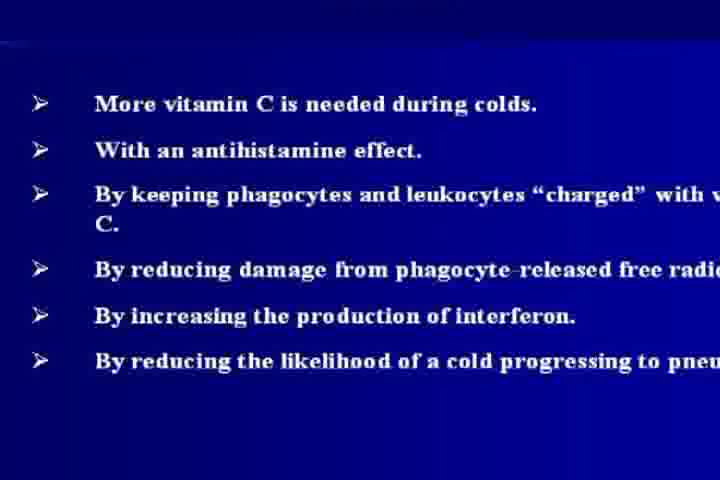 More vitamin C is needed during colds.
With an antihistamine effect.
By keeping phagocytes and leukocytes “charged” with
C.
By reducing damage from phagocyte-released free
By increasing the production of interferon.
By reducing the likelihood of a cold progressing to